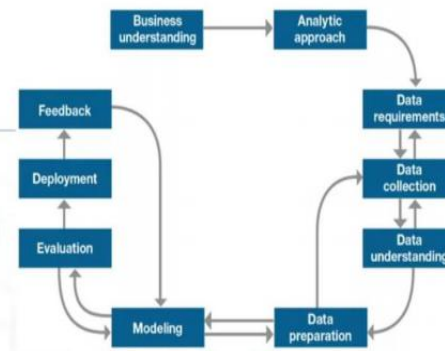 Business
understanding
Analytic
approach
Feedback
Data
requirements
Deployment
Data
collection
Evaluation
Data
understanding
Modeling
Data
preparation